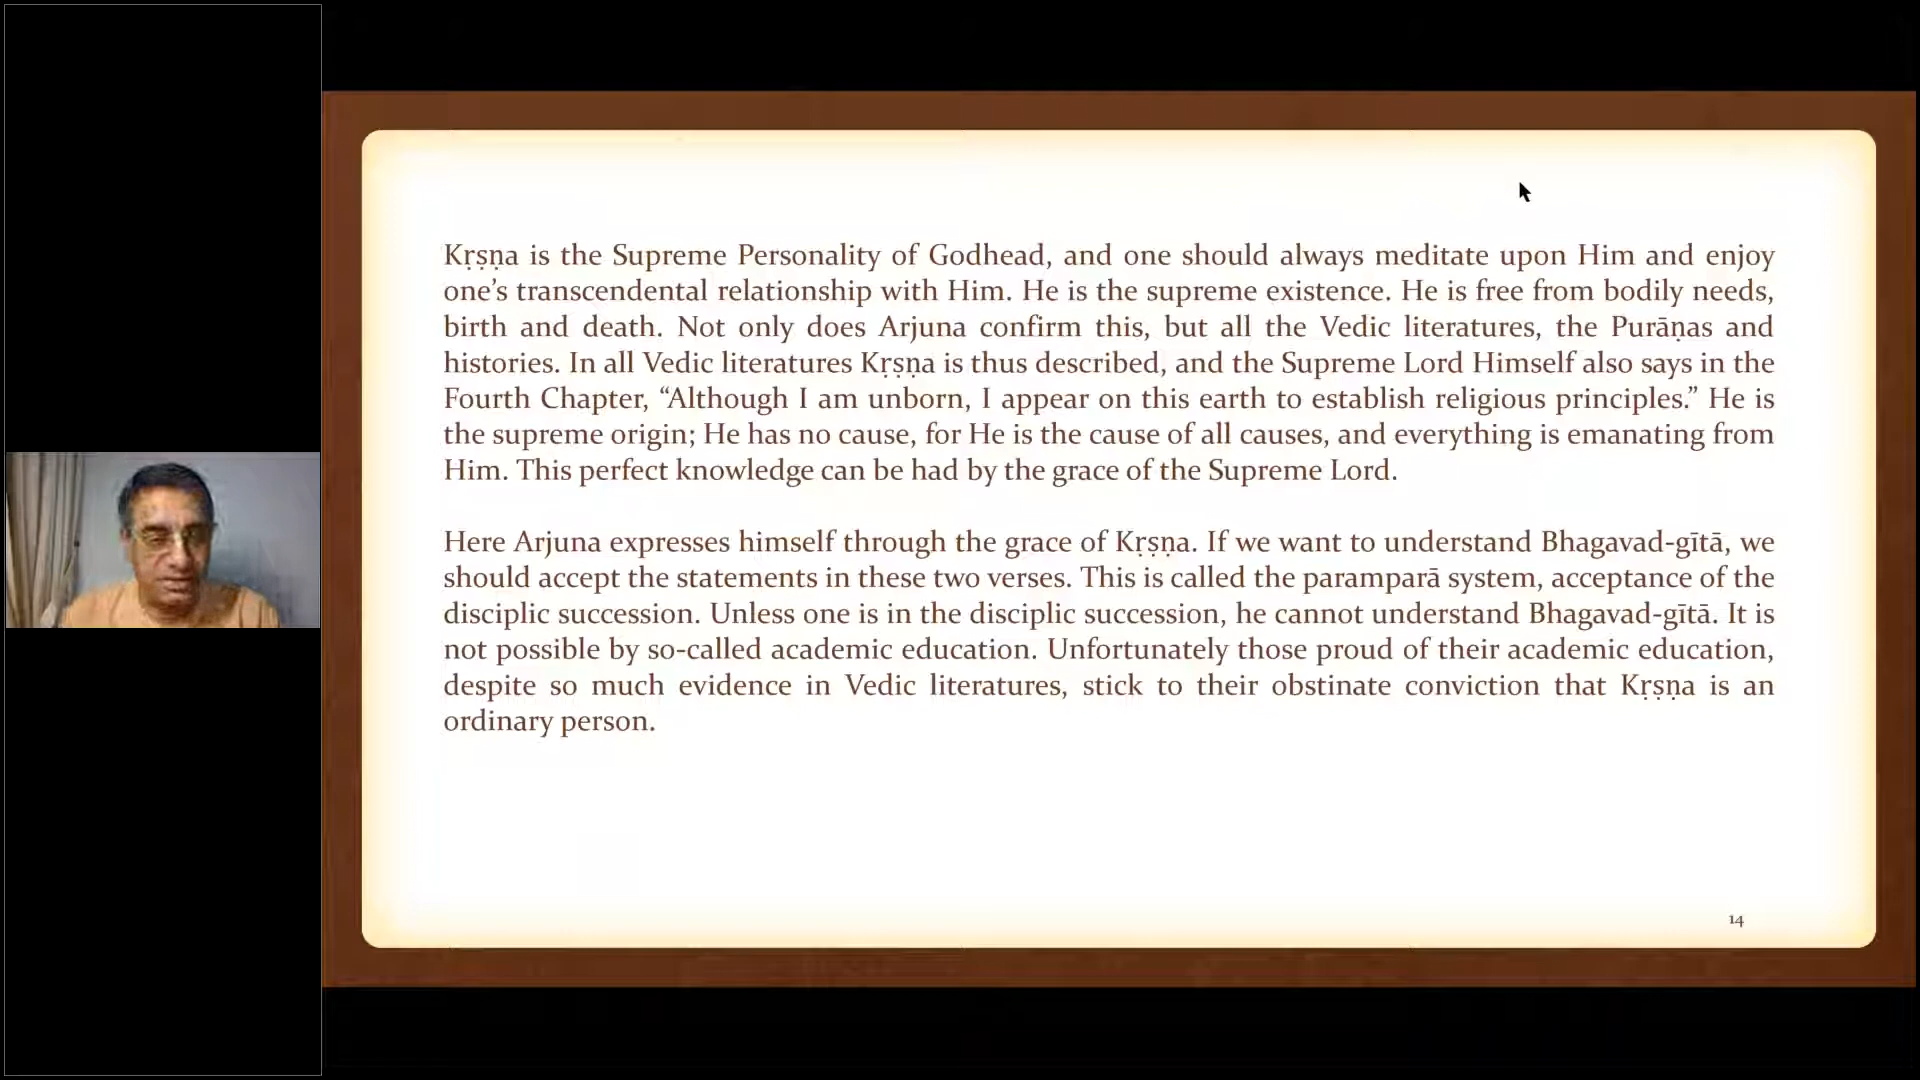 Kṛṣṇa is the Supreme Personality of Godhead, and one should always meditate upon Him and enjoy
one’s transcendental relationship with Him. He is the supreme existence. He is free from bodily needs,
birth and death. Not only does Arjuna confirm this, but all the Vedic literatures, the Purāṇas and
histories. In all Vedic literatures Kṛṣṇa is thus described, and the Supreme Lord Himself also says in the
Fourth Chapter, “Although I am unborn, I appear on this earth to establish religious principles.” He is
the supreme origin; He has no cause, for He is the cause of all causes, and everything is emanating from
Him. This perfect knowledge can be had by the grace of the Supreme Lord.
Here Arjuna expresses himself through the grace of Kṛṣṇa. If we want to understand Bhagavad-gītā, we
should accept the statements in these two verses. This is called the paramparā system, acceptance of the
disciplic succession. Unless one is in the disciplic succession, he cannot understand Bhagavad-gītā. It is
not possible by so-called academic education. Unfortunately those proud of their academic education,
despite so much evidence in Vedic literatures, stick to their obstinate conviction that Kṛṣṇa is an
ordinary person.
14